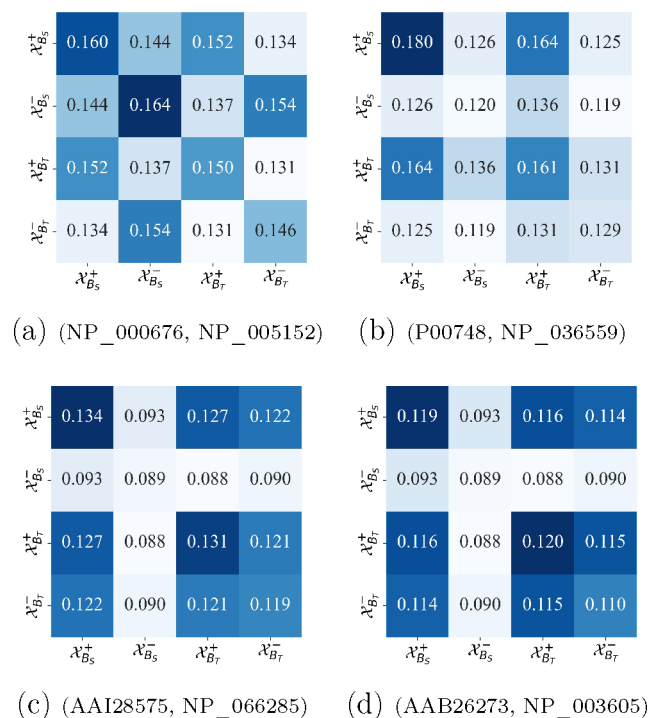 𝒳⁺_{B_S} 0.160 0.144 0.152 0.134
𝒳⁻_{B_S} 0.144 0.164 0.137 0.154
𝒳⁺_{B_T} 0.152 0.137 0.150 0.131
𝒳⁻_{B_T} 0.134 0.154 0.131 0.146
𝒳⁺_{B_S} 𝒳⁻_{B_S} 𝒳⁺_{B_T} 𝒳⁻_{B_T}
(a) (NP_000676, NP_005152)
𝒳⁺_{B_S} 0.180 0.126 0.164 0.125
𝒳⁻_{B_S} 0.126 0.120 0.136 0.119
𝒳⁺_{B_T} 0.164 0.136 0.161 0.131
𝒳⁻_{B_T} 0.125 0.119 0.131 0.129
𝒳⁺_{B_S} 𝒳⁻_{B_S} 𝒳⁺_{B_T} 𝒳⁻_{B_T}
(b) (P00748, NP_036559)
𝒳⁺_{B_S} 0.134 0.093 0.127 0.122
𝒳⁻_{B_S} 0.093 0.089 0.088 0.090
𝒳⁺_{B_T} 0.127 0.088 0.131 0.121
𝒳⁻_{B_T} 0.122 0.090 0.121 0.119
𝒳⁺_{B_S} 𝒳⁻_{B_S} 𝒳⁺_{B_T} 𝒳⁻_{B_T}
(c) (AAI28575, NP_066285)
𝒳⁺_{B_S} 0.119 0.093 0.116 0.114
𝒳⁻_{B_S} 0.093 0.089 0.088 0.090
𝒳⁺_{B_T} 0.116 0.088 0.120 0.115
𝒳⁻_{B_T} 0.114 0.090 0.115 0.110
𝒳⁺_{B_S} 𝒳⁻_{B_S} 𝒳⁺_{B_T} 𝒳⁻_{B_T}
(d) (AAB26273, NP_003605)